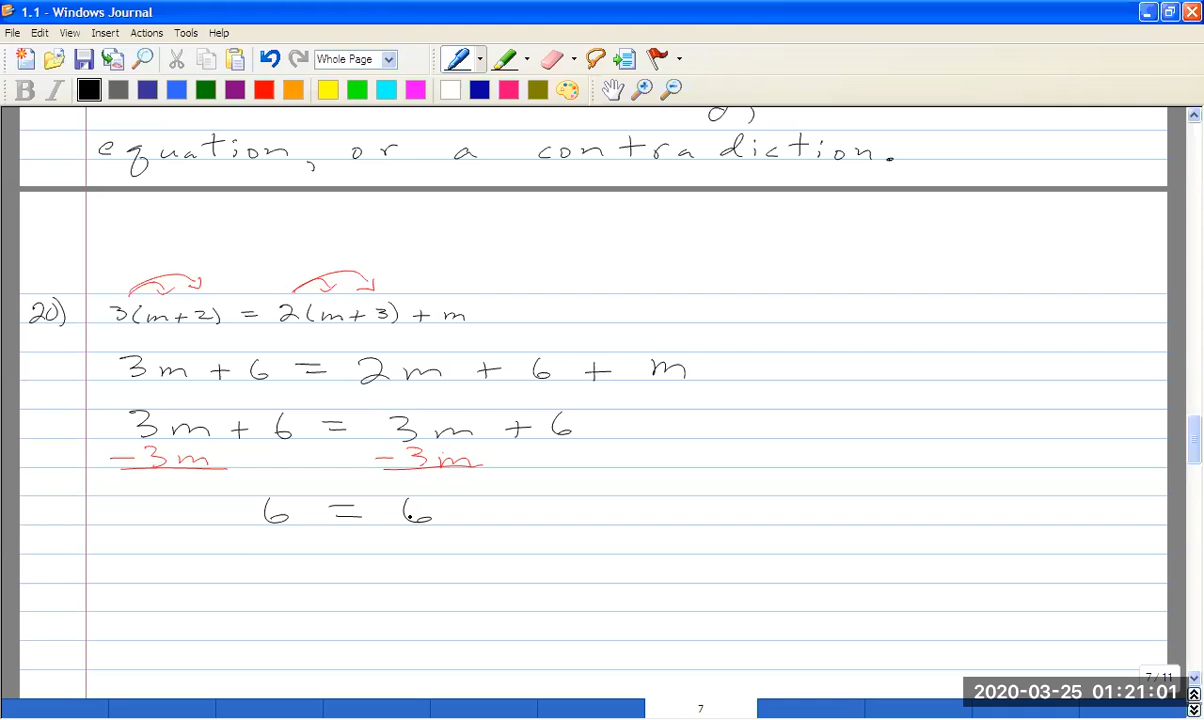 1.1 - Windows Journal
File Edit View Insert Actions Tools Help
Whole Page
B I
equation, or a contradiction.
20) 3(m+2) = 2(m+3) + m
3m + 6 = 2m + 6 + m
3m + 6 = 3m + 6
-3m -3m
6 = 6
7/11
2020-03-25 01:21:01
7